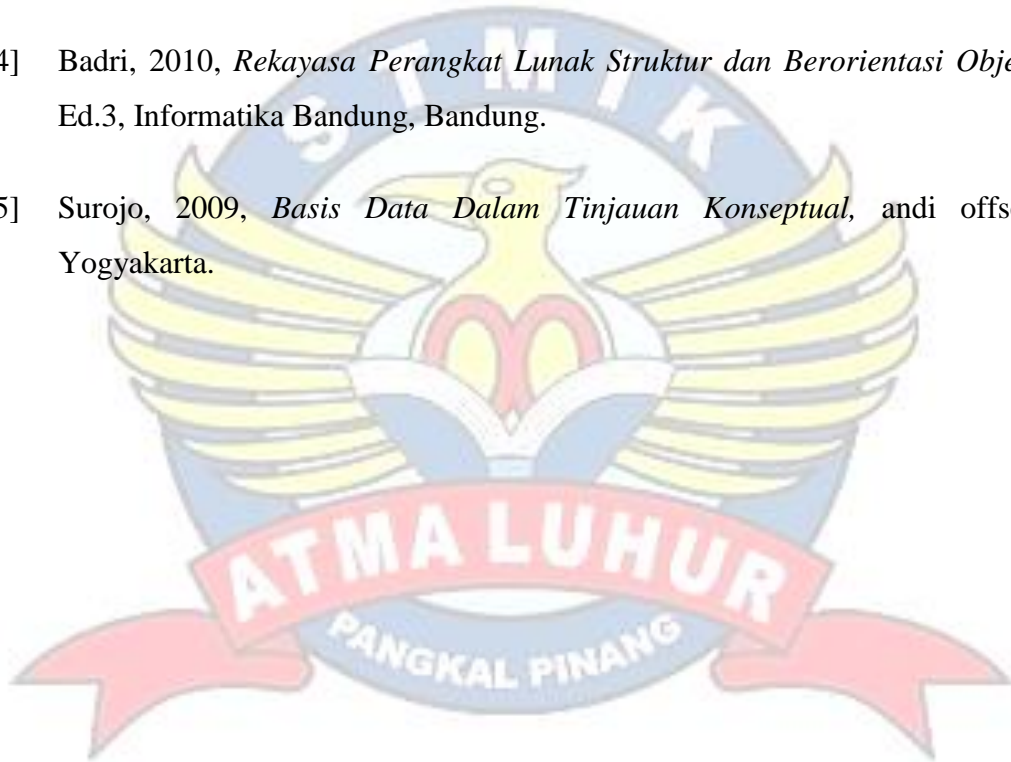 4] Badri, 2010, Rekayasa Perangkat Lunak Struktur dan Berorientasi Obje
Ed.3, Informatika Bandung, Bandung.
5] Surojo, 2009, Basis Data Dalam Tinjauan Konseptual, andi offs
Yogyakarta.
STMIK
ATMA LUHUR
PANGKAL PINANG